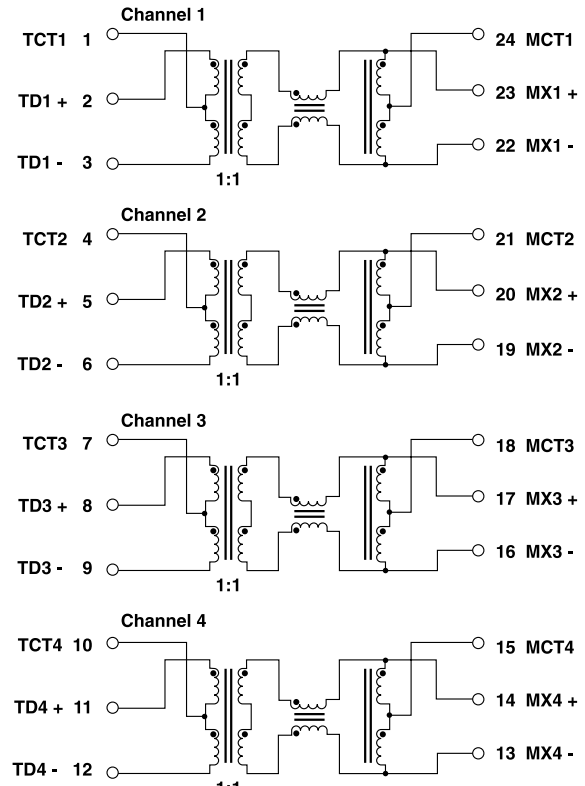 Channel 1
TCT1 1
24 MCT1
TD1 + 2
23 MX1 +
TD1 - 3
22 MX1 -
1:1
Channel 2
TCT2 4
21 MCT2
TD2 + 5
20 MX2 +
TD2 - 6
19 MX2 -
1:1
Channel 3
TCT3 7
18 MCT3
TD3 + 8
17 MX3 +
TD3 - 9
16 MX3 -
1:1
Channel 4
TCT4 10
15 MCT4
TD4 + 11
14 MX4 +
TD4 - 12
13 MX4 -
1:1